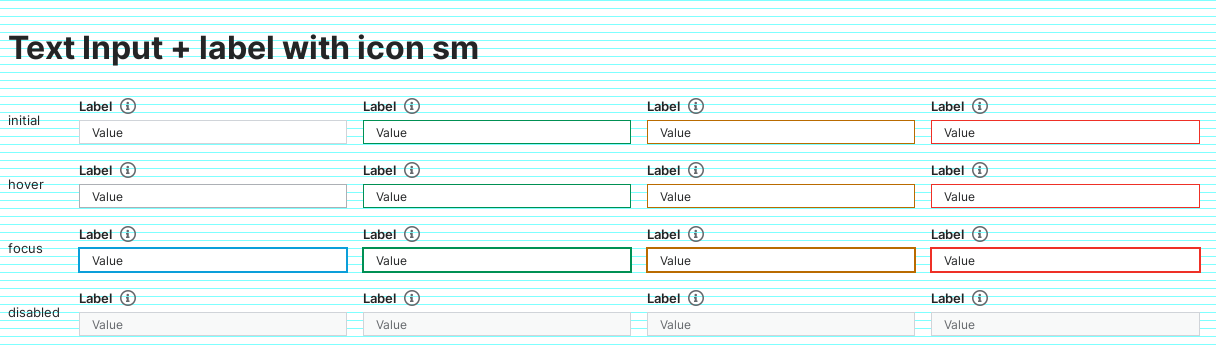 Text Input + label with icon sm
Label Label Label Label
initial
Value Value Value Value
Label Label Label Label
hover
Value Value Value Value
Label Label Label Label
focus
Value Value Value Value
Label Label Label Label
disabled
Value Value Value Value